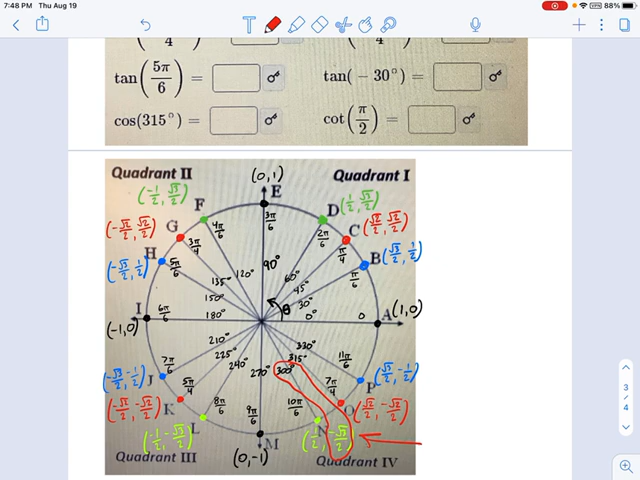 7:48 PM Thu Aug 19
88%
4
4
tan(5π/6) =
tan(−30°) =
cos(315°) =
cot(π/2) =
Quadrant II
(0,1)
Quadrant I
(-1/2, √3/2)
F
E
D (1/2, √3/2)
(-√2/2, √2/2)
G
4π/6
3π/6
2π/6
C (√2/2, √2/2)
(-√3/2, 1/2)
H
3π/4
π/4
B (√3/2, 1/2)
5π/6
135°
120°
90°
60°
45°
π/6
150°
30°
I
6π/6
180°
θ
0°
0
A (1,0)
(-1,0)
210°
330°
7π/6
225°
315°
11π/6
(-√3/2, -1/2)
J
240°
270°
300°
P (√3/2, -1/2)
(-√2/2, -√2/2)
K
5π/4
7π/4
O (√2/2, -√2/2)
8π/6
9π/6
10π/6
(-1/2, -√3/2)
L
M
N (1/2, -√3/2)
Quadrant III
(0,-1)
Quadrant IV
3
/
4